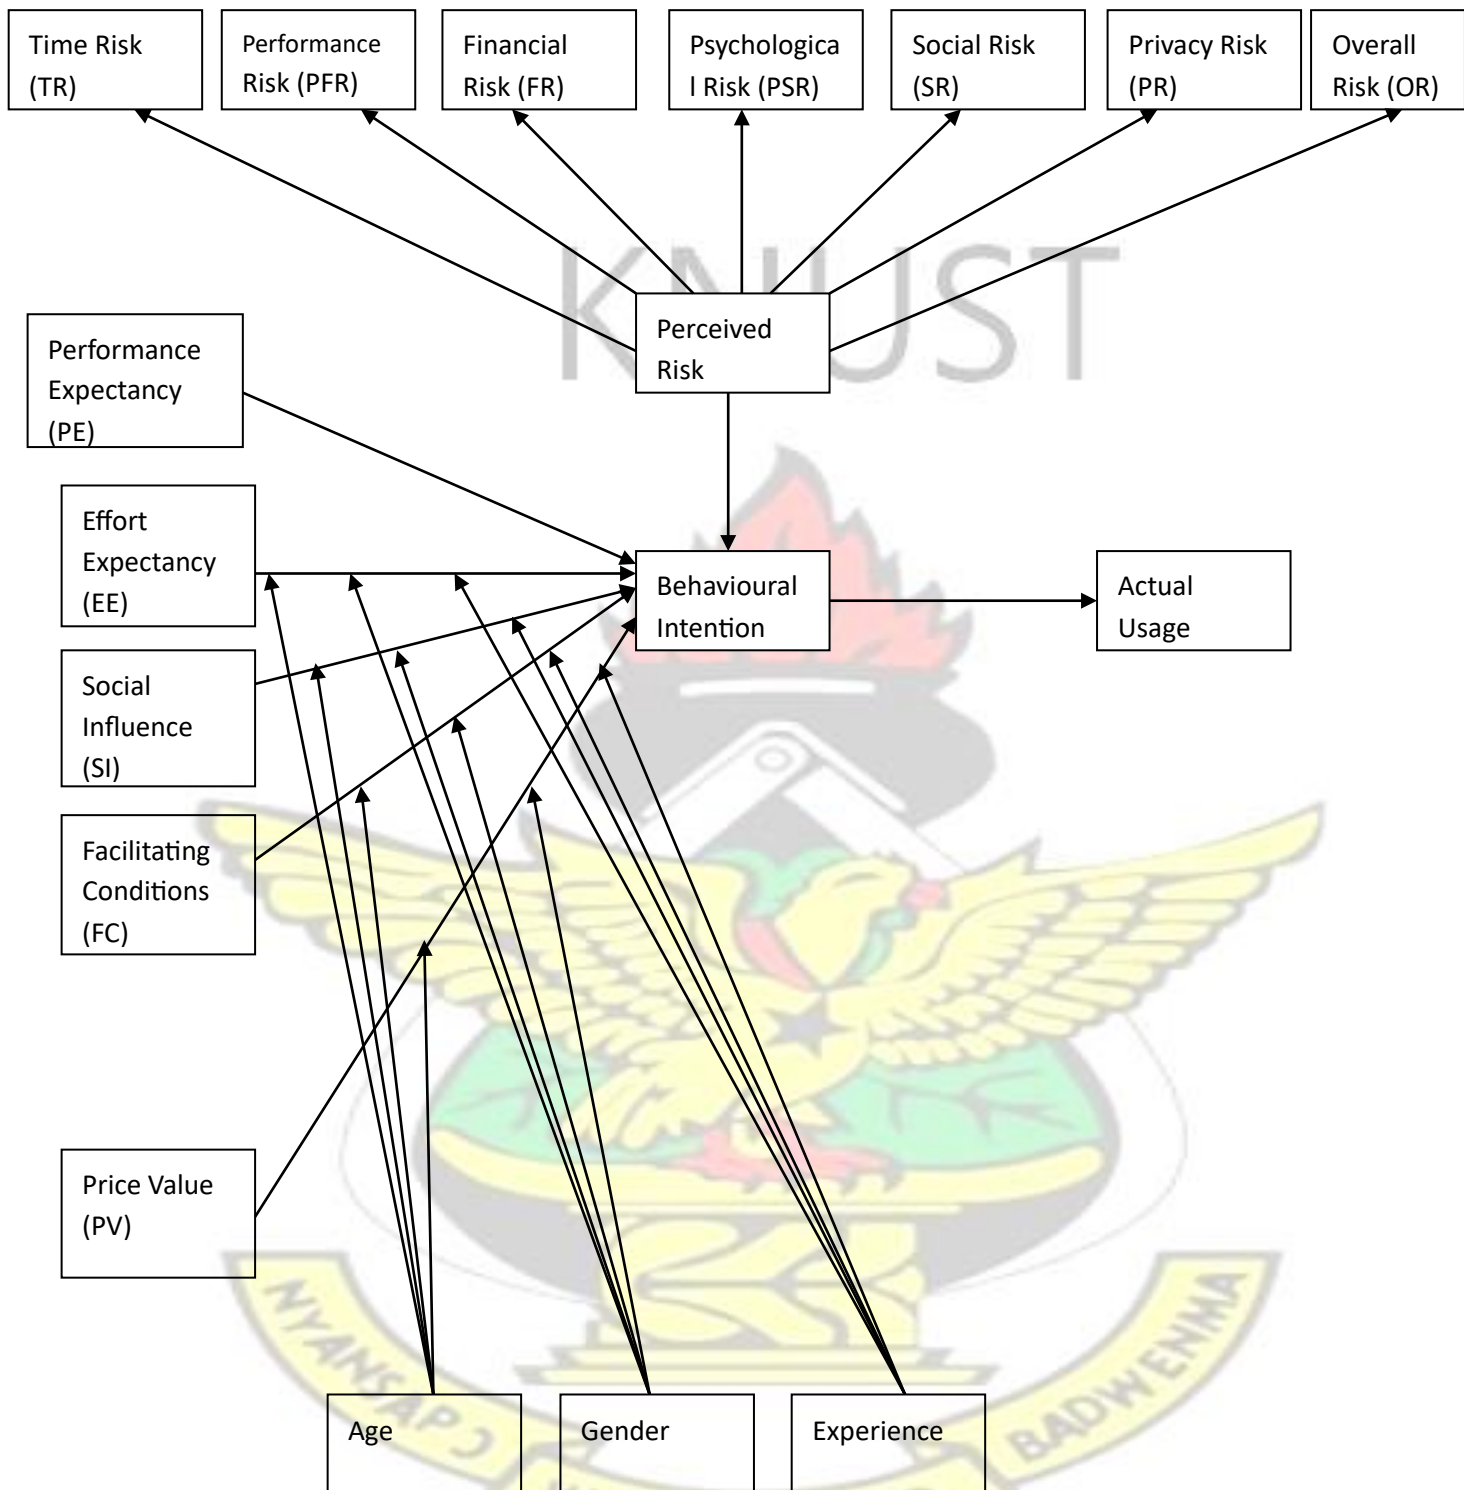 Time Risk
(TR)
Performance
Risk (PFR)
Financial
Risk (FR)
Psychologica
l Risk (PSR)
Social Risk
(SR)
Privacy Risk
(PR)
Overall
Risk (OR)
KNUST
Perceived
Risk
Performance
Expectancy
(PE)
Effort
Expectancy
(EE)
Behavioural
Intention
Actual
Usage
Social
Influence
(SI)
Facilitating
Conditions
(FC)
Price Value
(PV)
NYANSAPƆ
BADWENMA
Age
Gender
Experience